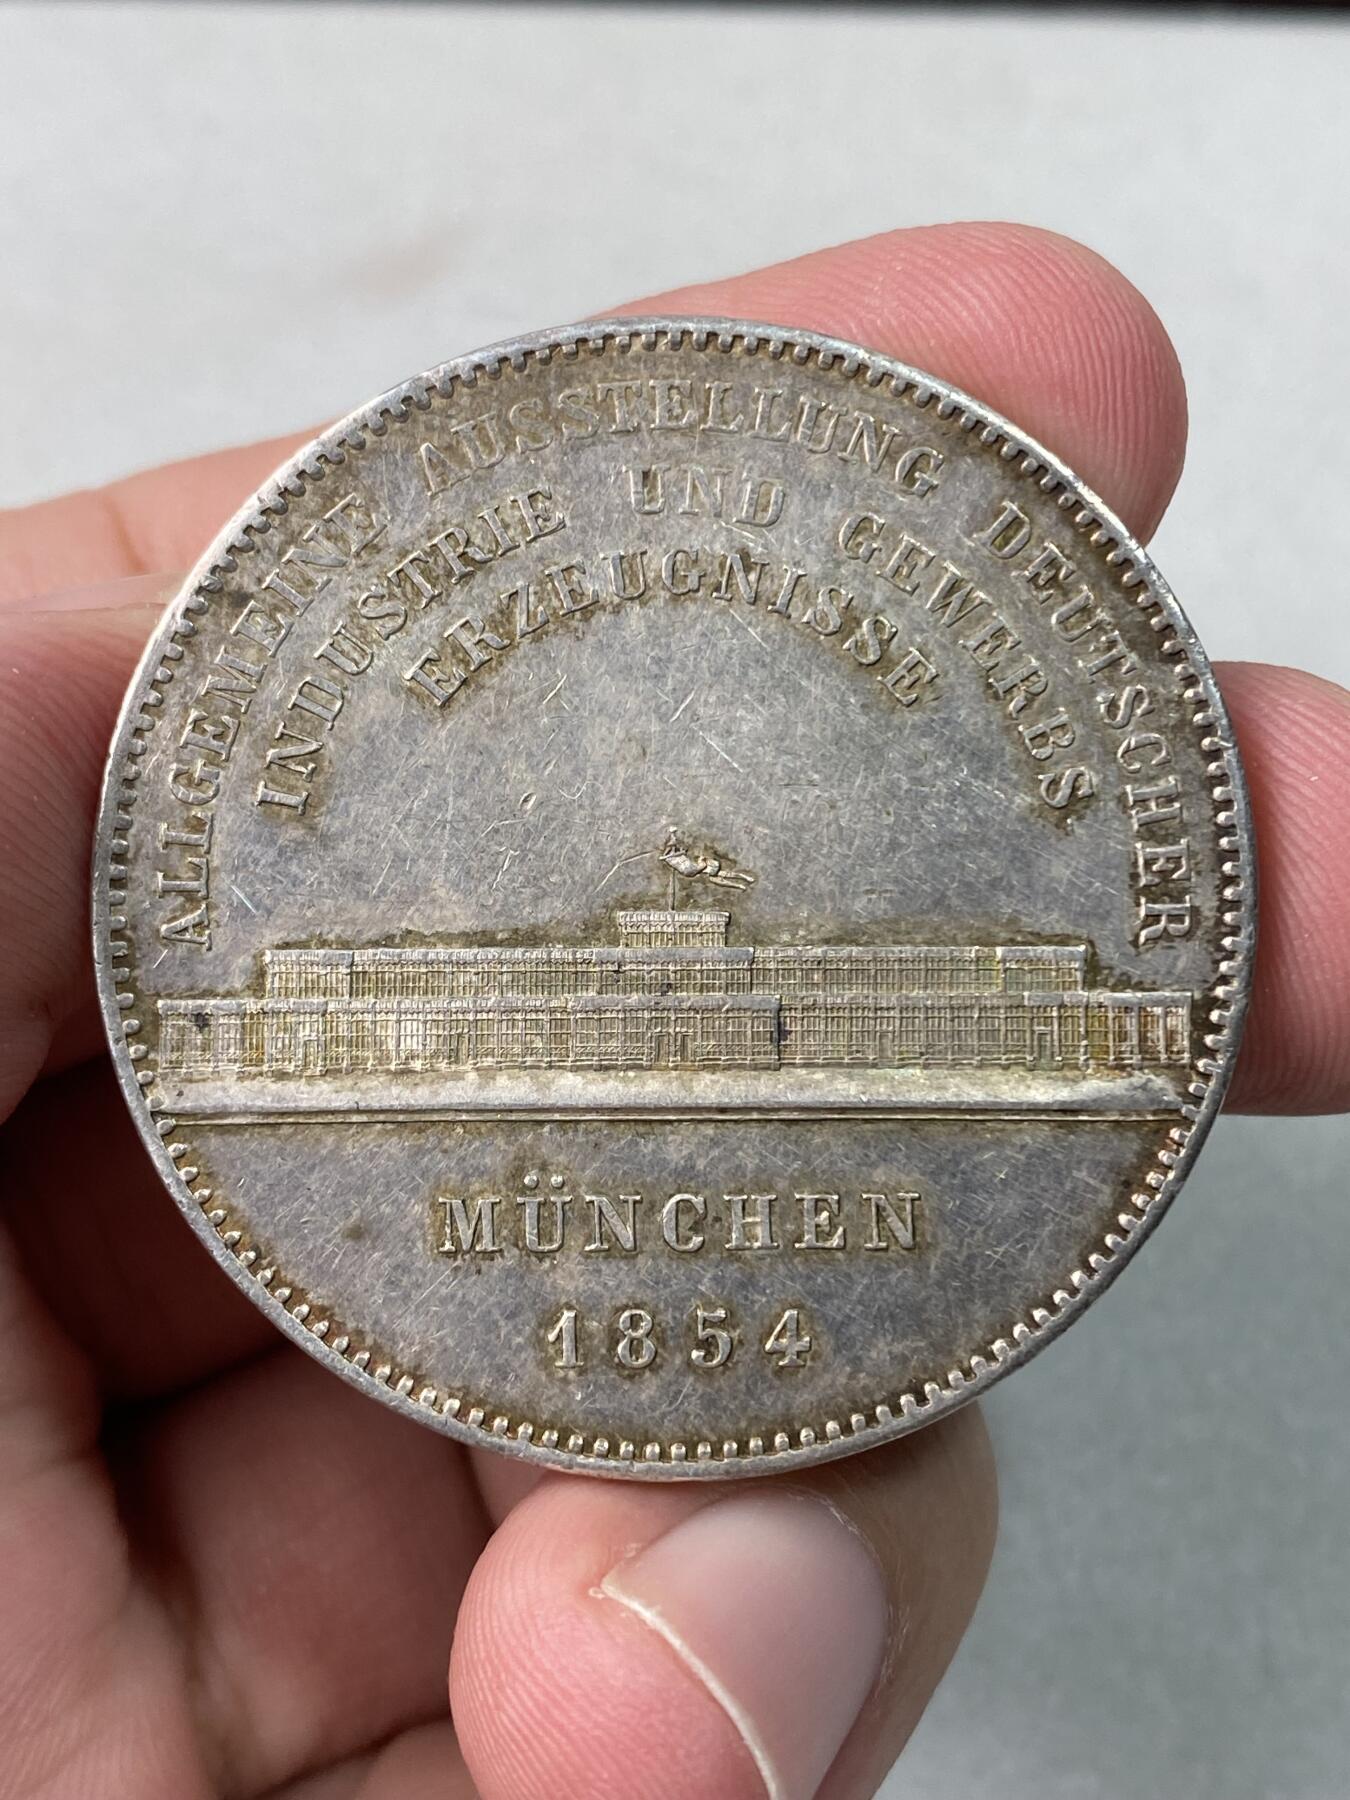 ALLGEMEINE AUSSTELLUNG DEUTSCHER
INDUSTRIE UND GEWERBS
ERZEUGNISSE
MÜNCHEN
1854